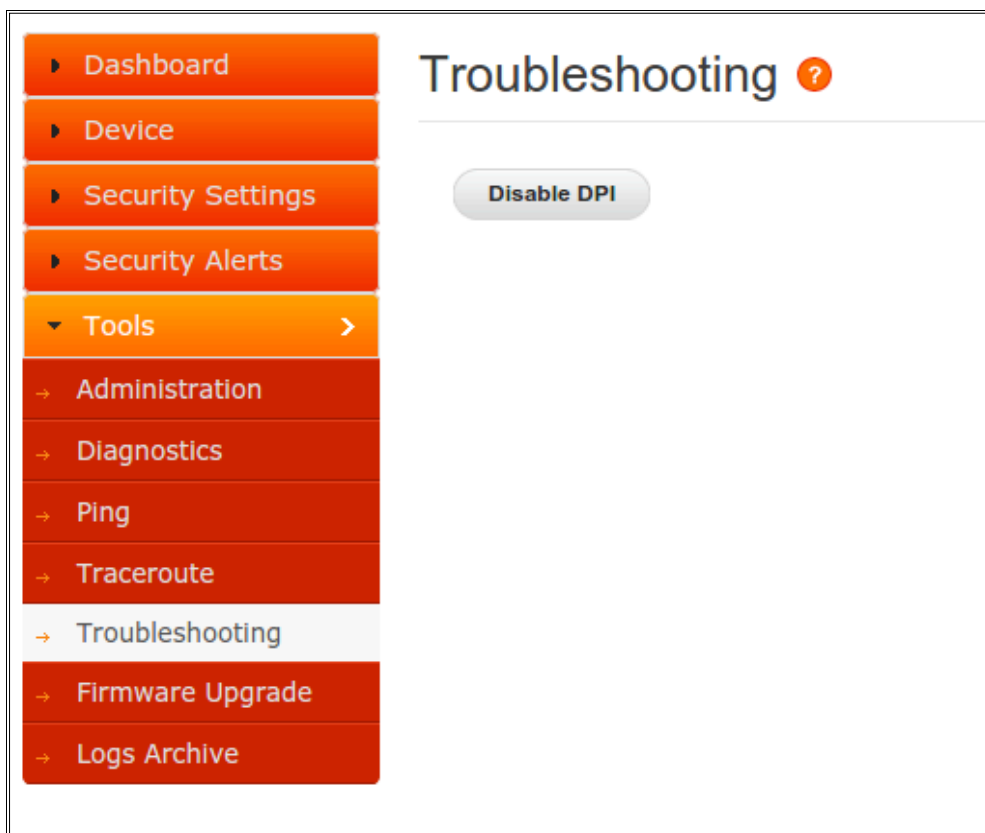 Dashboard
Device
Security Settings
Security Alerts
Tools
Administration
Diagnostics
Ping
Traceroute
Troubleshooting
Firmware Upgrade
Logs Archive
Troubleshooting ?
Disable DPI